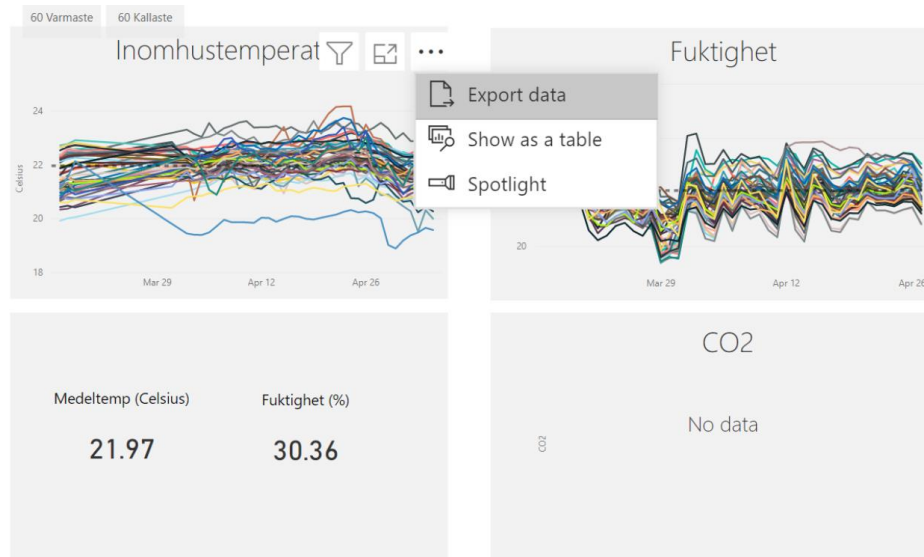 60 Varmaste
60 Kallaste
Inomhustemperat
Export data
Show as a table
Spotlight
Celsius
24
22
20
18
Mar 29
Apr 12
Apr 26
Fuktighet
20
Mar 29
Apr 12
Apr 26
Medeltemp (Celsius)
21.97
Fuktighet (%)
30.36
CO2
No data
CO2